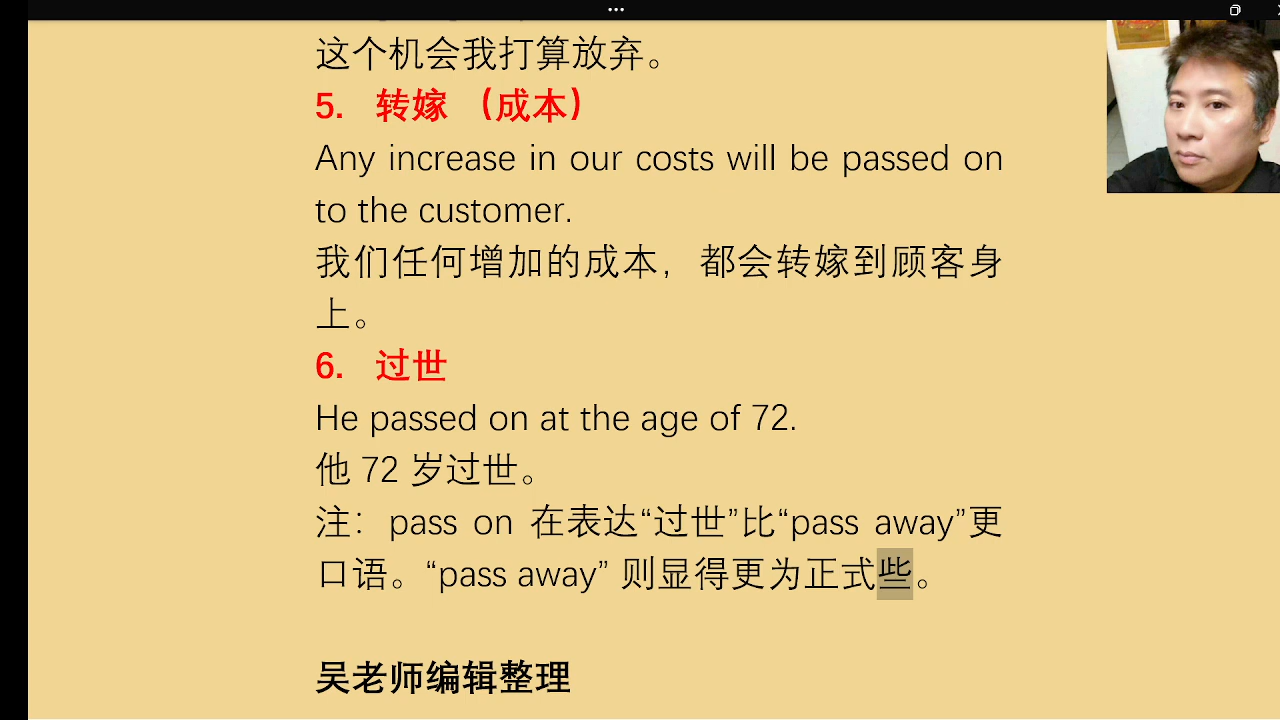 这个机会我打算放弃。
5. 转嫁 （成本）
Any increase in our costs will be passed on
to the customer.
我们任何增加的成本，都会转嫁到顾客身
上。
6. 过世
He passed on at the age of 72.
他 72 岁过世。
注：pass on 在表达“过世”比“pass away”更
口语。“pass away” 则显得更为正式些。
吴老师编辑整理